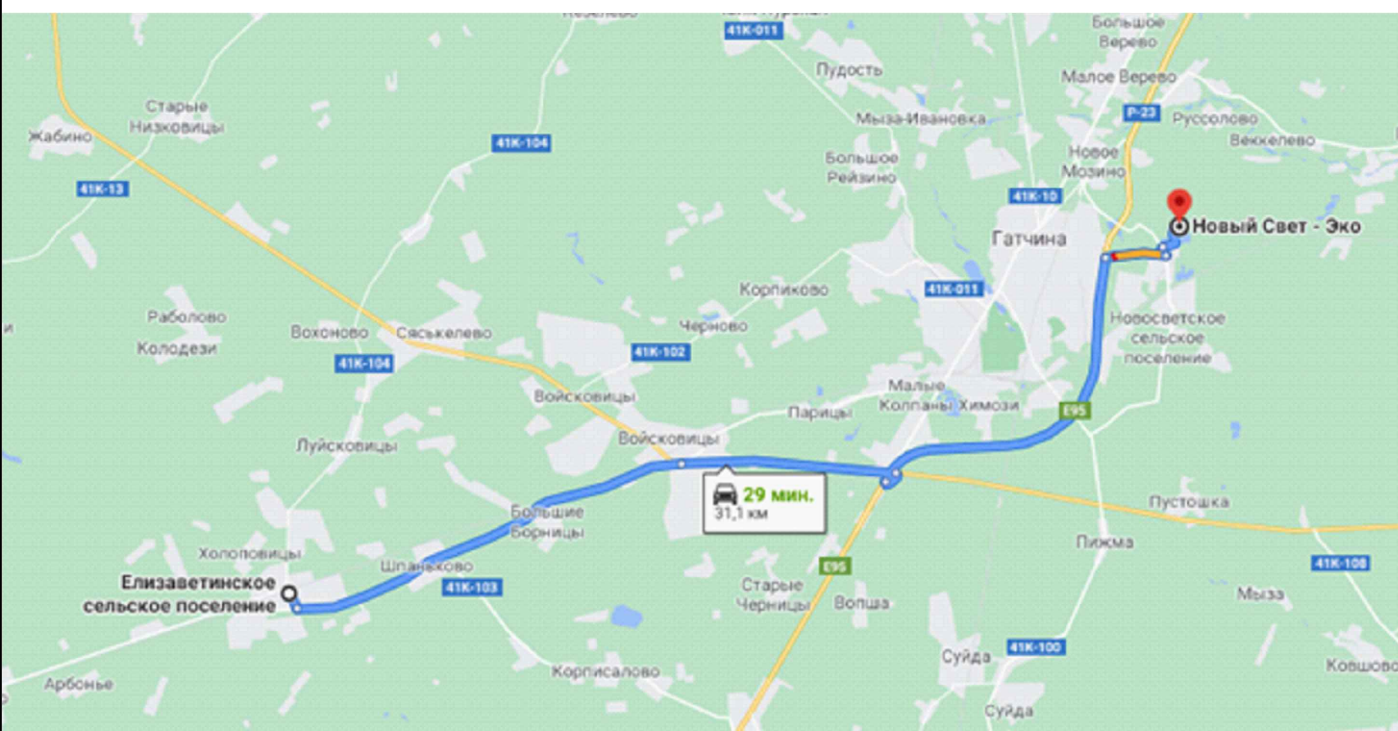 41К-011
Большое
Верево
Пудость
Малое Верево
Старые
Низковицы
Жабино
Р-23
Мыза-Ивановка
Руссолово
Веккелево
41К-104
Новое
Мозино
Большое
Рейзино
41К-13
41К-10
Новый Свет - Эко
Гатчина
Корпиково
41К-011
Раболово
Колодези
Вохоново
Сяськелево
Черново
Новосветское
сельское
поселение
41К-104
41К-102
Войсковицы
Малые
Колпаны
Химози
Парицы
E95
Луйсковицы
Войсковицы
29 мин.
31,1 км
Пустошка
Большие
Борницы
Пижма
Холоповицы
Шпаньково
E95
41К-108
Елизаветинское
сельское поселение
41К-103
Старые
Черницы
Вопша
Мыза
Суйда
41К-100
Корписалово
Ковшово
Арбонье
Суйда